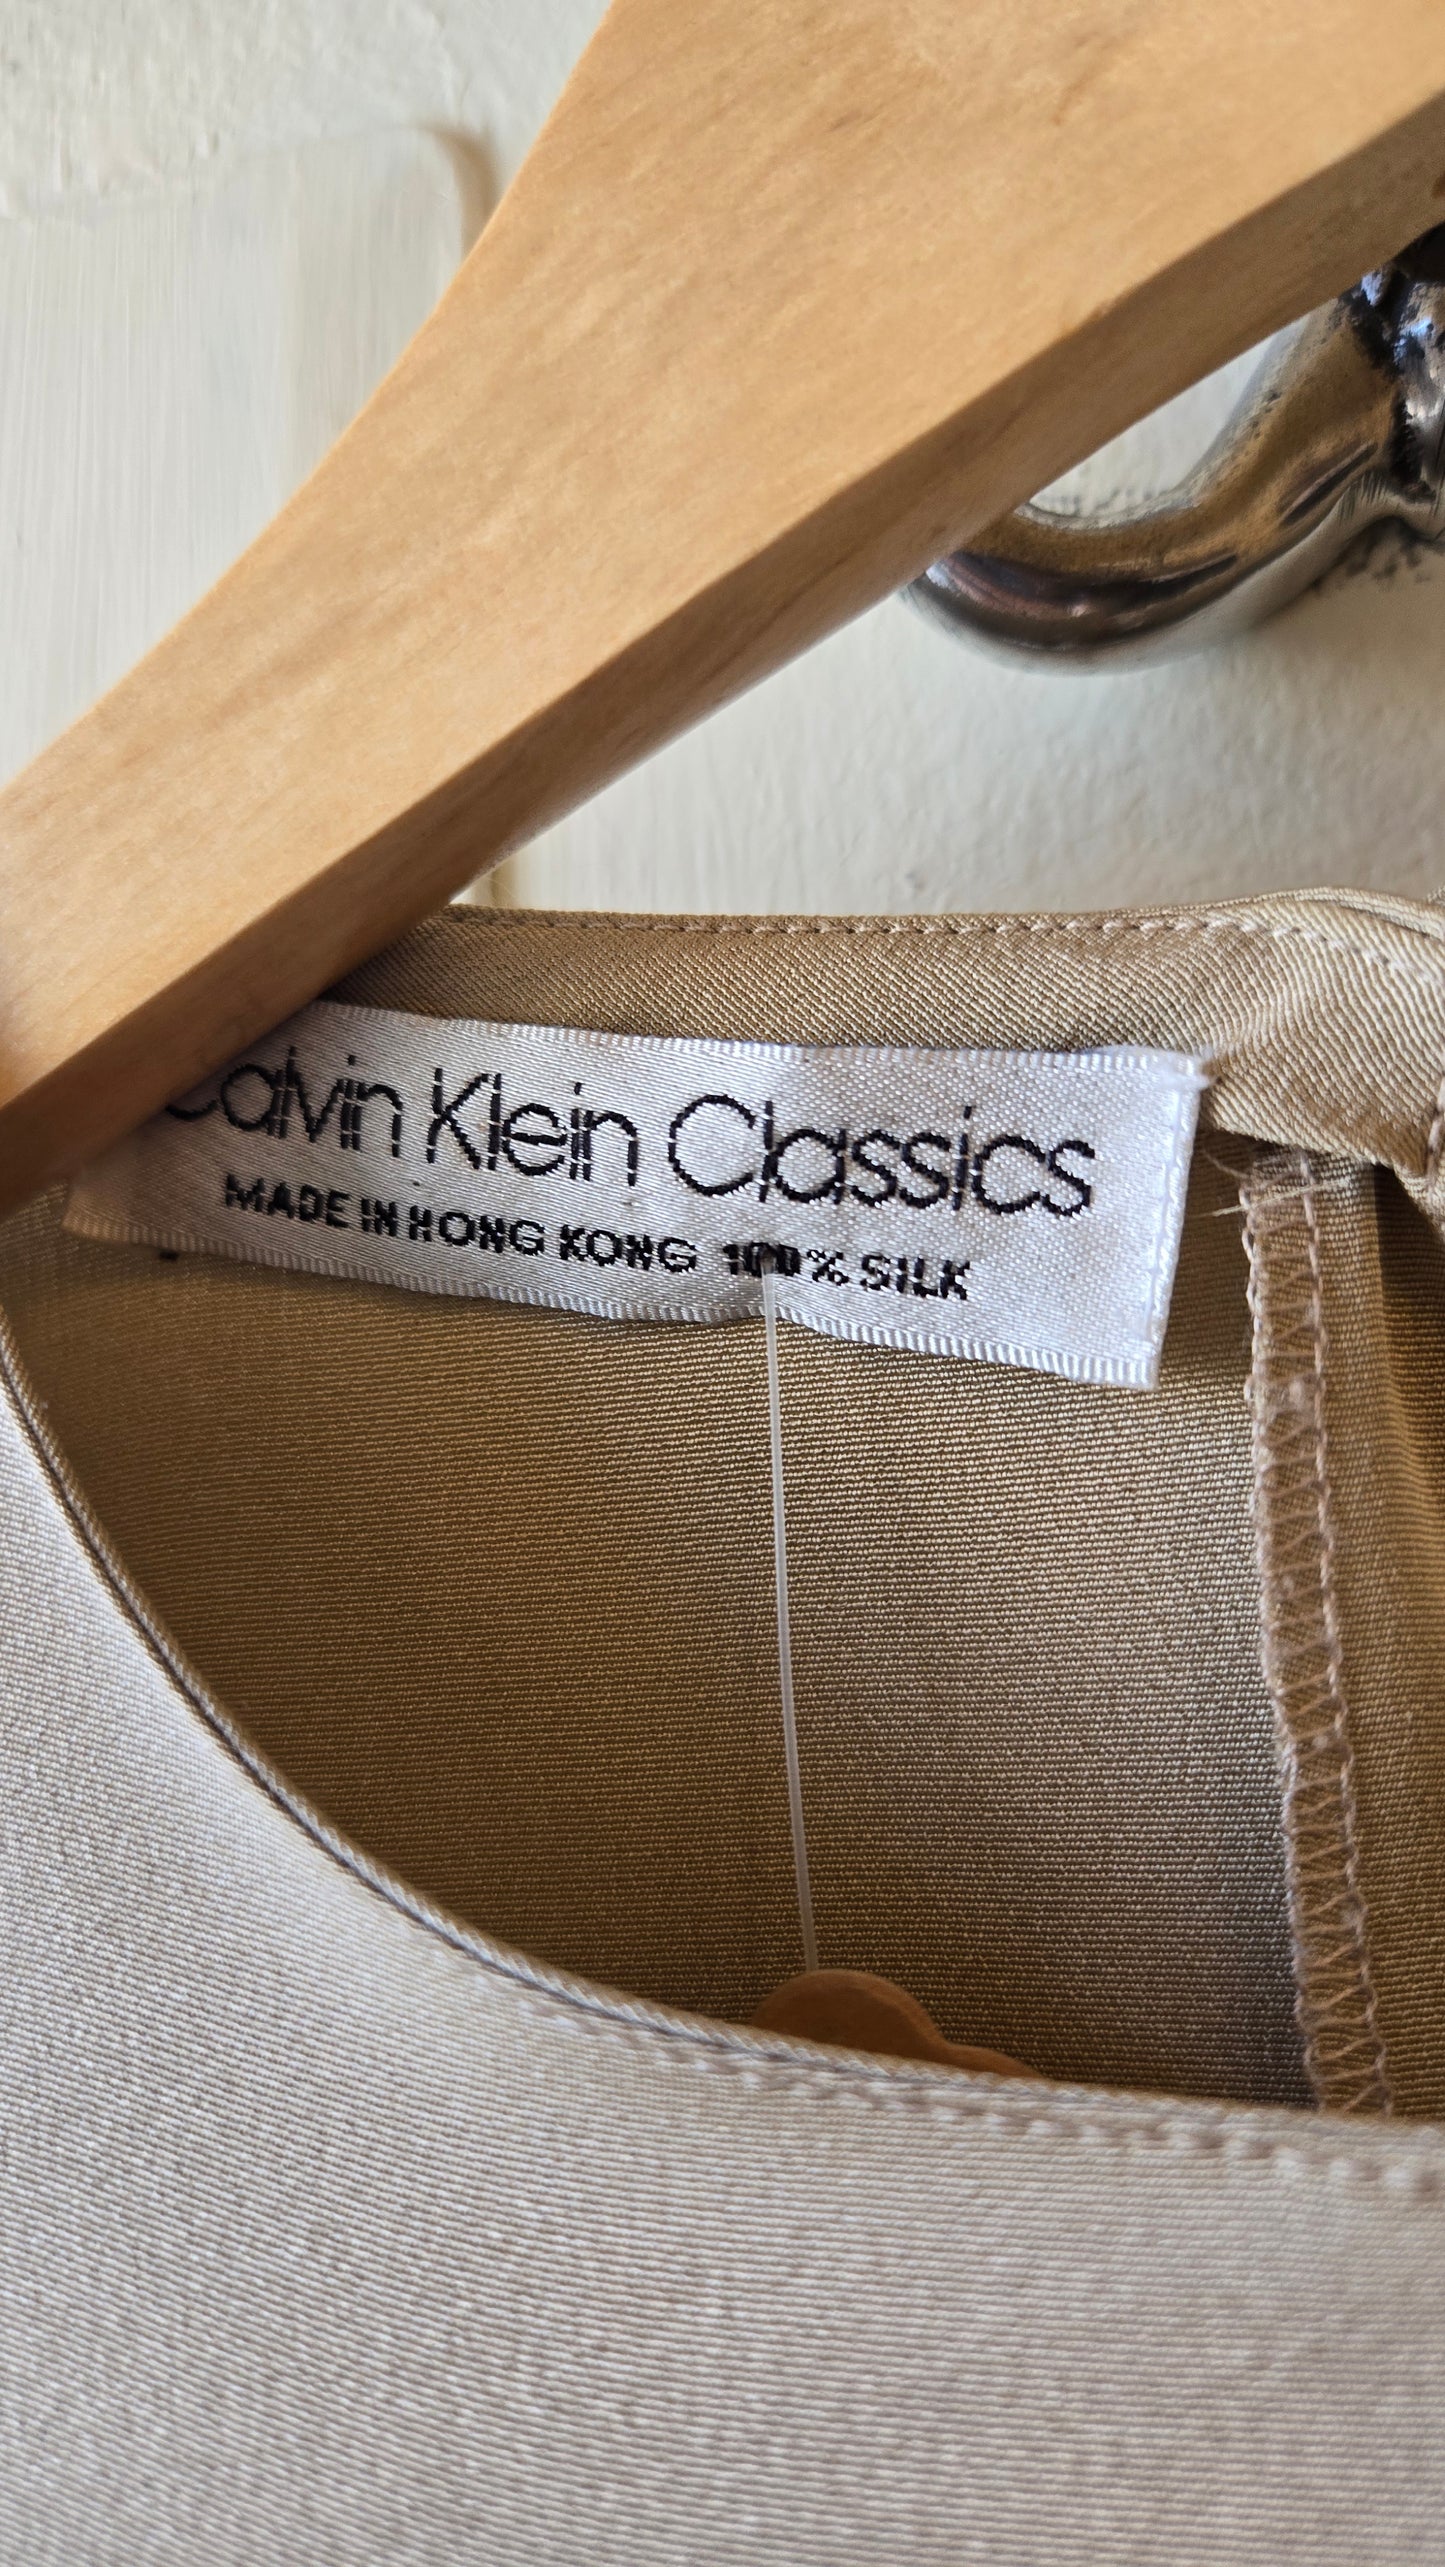 Calvin Klein Classics
MADE IN HONG KONG 100% SILK